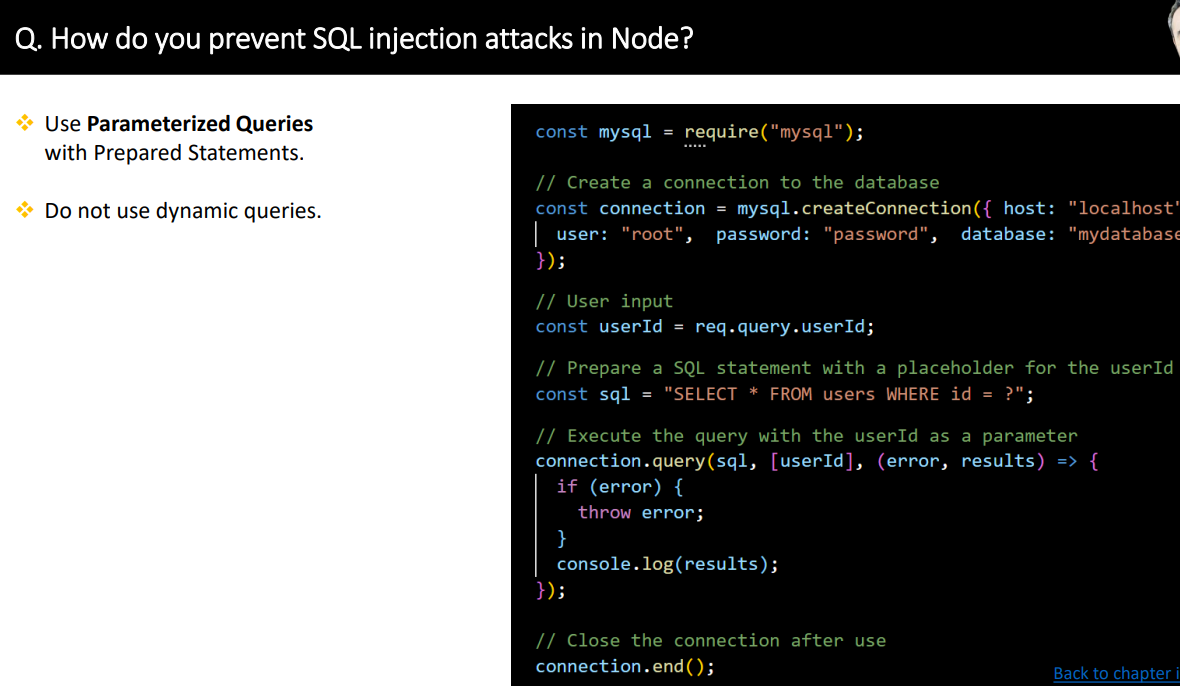 Q. How do you prevent SQL injection attacks in Node?
❖ Use Parameterized Queries
with Prepared Statements.
❖ Do not use dynamic queries.
const mysql = require("mysql");
// Create a connection to the database
const connection = mysql.createConnection({ host: "localhost"
user: "root", password: "password", database: "mydatabase
});
// User input
const userId = req.query.userId;
// Prepare a SQL statement with a placeholder for the userId
const sql = "SELECT * FROM users WHERE id = ?";
// Execute the query with the userId as a parameter
connection.query(sql, [userId], (error, results) => {
if (error) {
throw error;
}
console.log(results);
});
// Close the connection after use
connection.end();
Back to chapter i